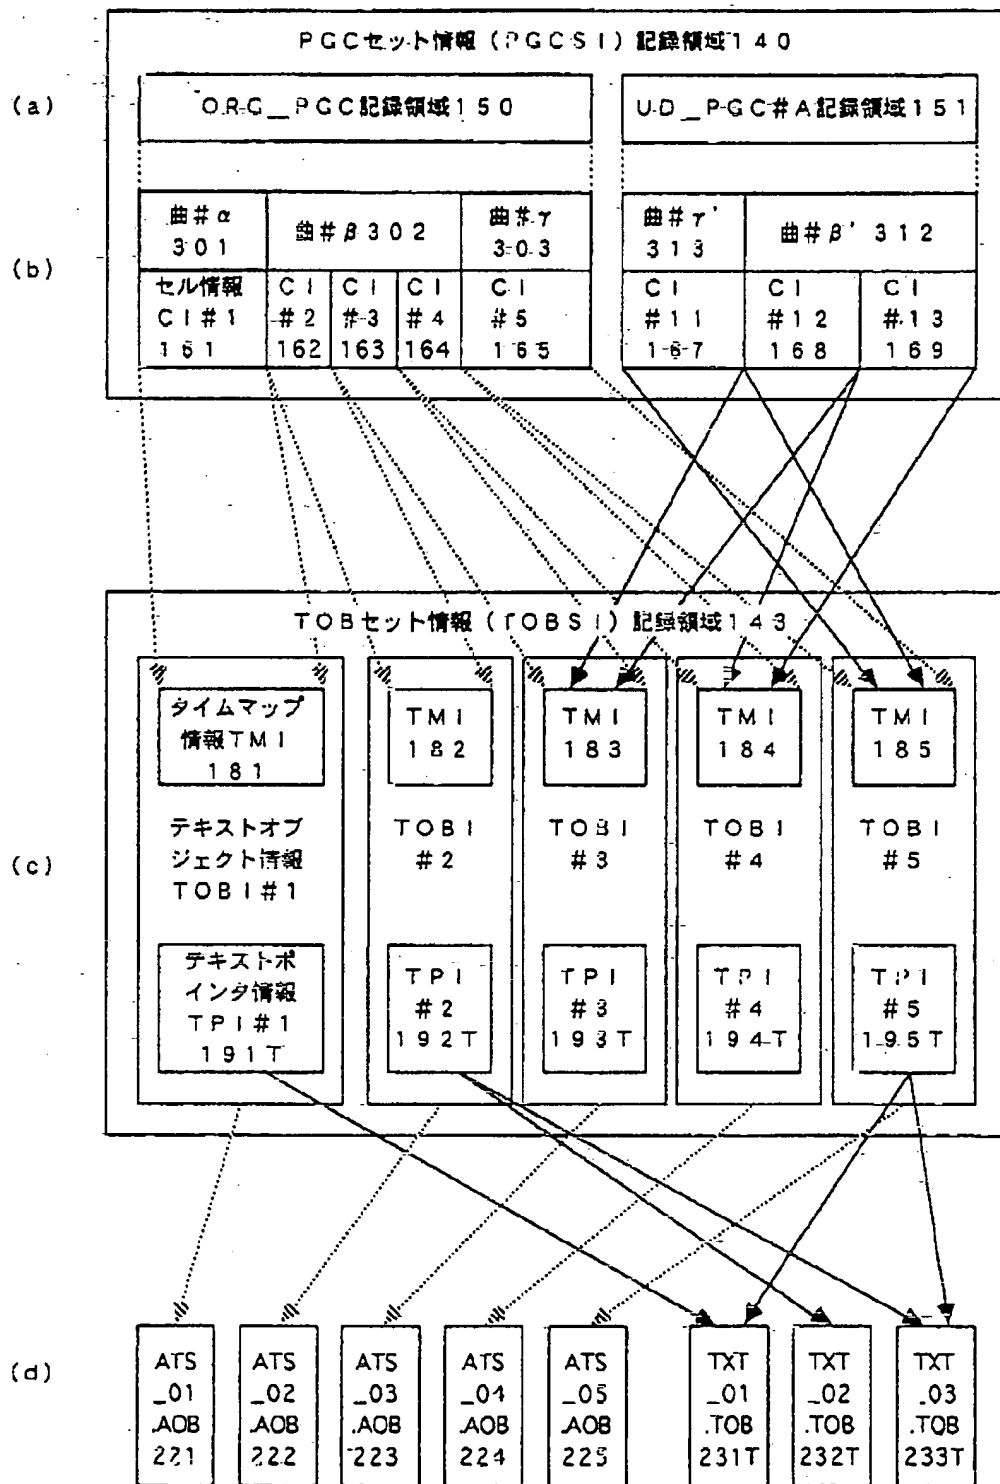 PGCセット情報(PGCSI)記録領域140
(a)
ORG_PGC記録領域150
UD_PGC#A記録領域151
(b)
曲#α
301
曲#β302
曲#γ
303
曲#γ'
313
曲#β'312
セル情報
CI#1
161
CI
#2
162
CI
#3
163
CI
#4
164
CI
#5
165
CI
#11
167
CI
#12
168
CI
#13
169
TOBセット情報(TOBSI)記録領域143
(c)
タイムマップ
情報TMI
181
TMI
182
TMI
183
TMI
184
TMI
185
テキストオブ
ジェクト情報
TOBI#1
TOBI
#2
TOBI
#3
TOBI
#4
TOBI
#5
テキストポ
インタ情報
TPI#1
191T
TPI
#2
192T
TPI
#3
193T
TPI
#4
194T
TPI
#5
195T
(d)
ATS
_01
.AOB
221
ATS
_02
.AOB
222
ATS
_03
.AOB
223
ATS
_04
.AOB
224
ATS
_05
.AOB
225
TXT
_01
.TOB
231T
TXT
_02
.TOB
232T
TXT
_03
.TOB
233T